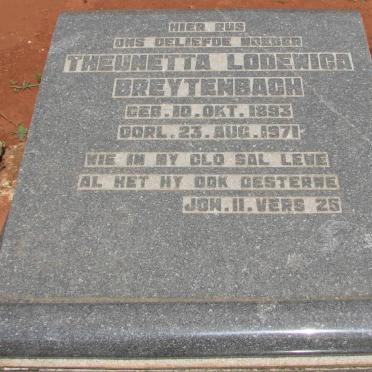 HIER RUS
ONS GELIEFDE MOEDER
THEUNETTA LODEWICA
BREYTENBACH
GEB. 10. OKT. 1893
OORL. 23. AUG. 1971
WIE IN MY GLO SAL LEWE
AL HET HY OOK GESTERWE
JOH. 11. VERS 25